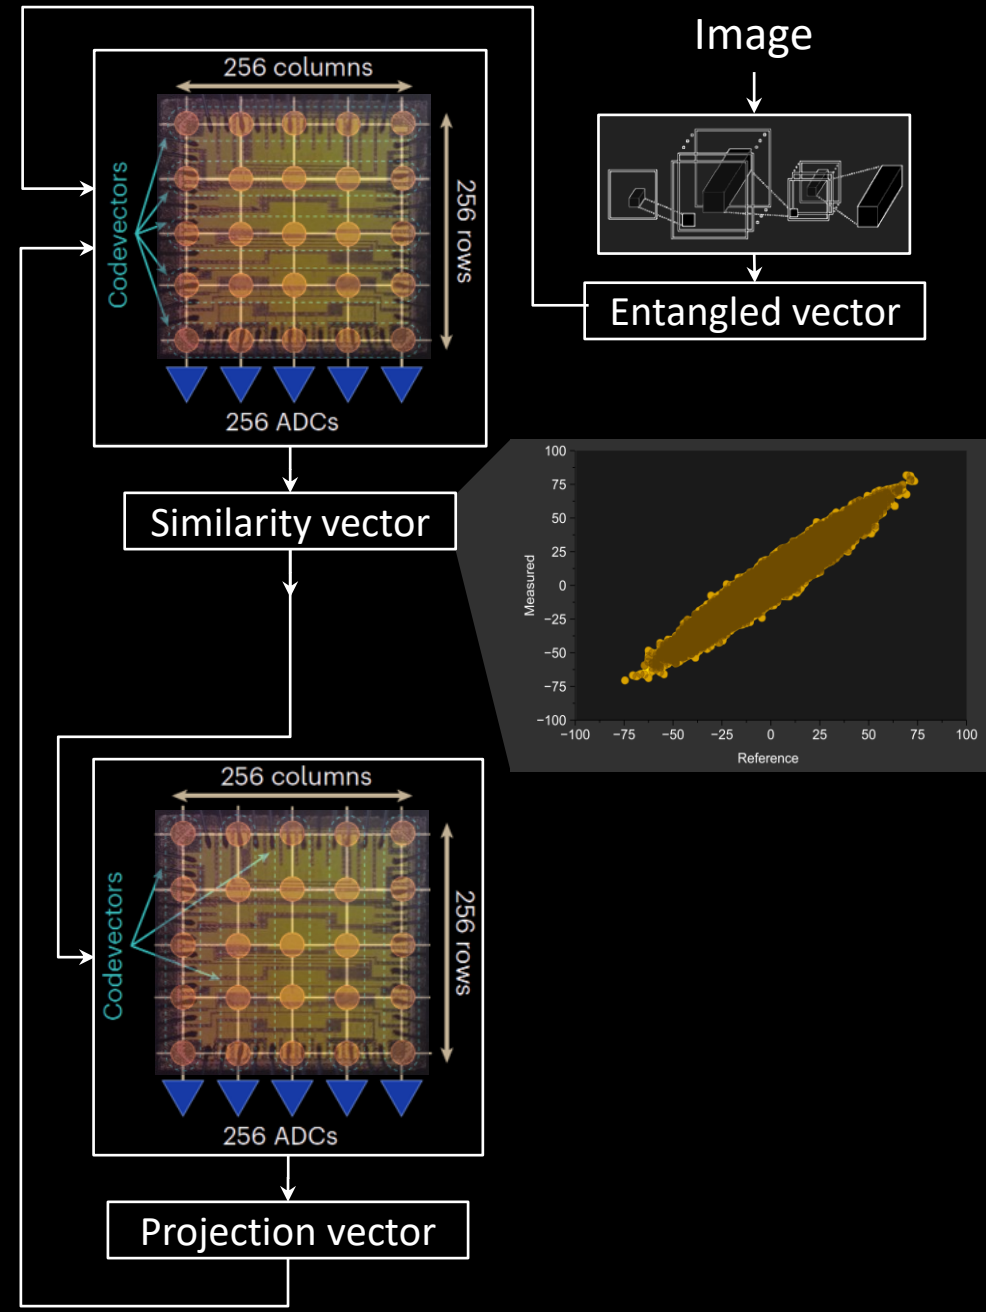 Image
256 columns
Codevectors
256 rows
256 ADCs
Entangled vector
Similarity vector
100
75
50
25
0
−25
−50
−75
−100
Measured
−100 −75 −50 −25 0 25 50 75 100
Reference
256 columns
Codevectors
256 rows
256 ADCs
Projection vector